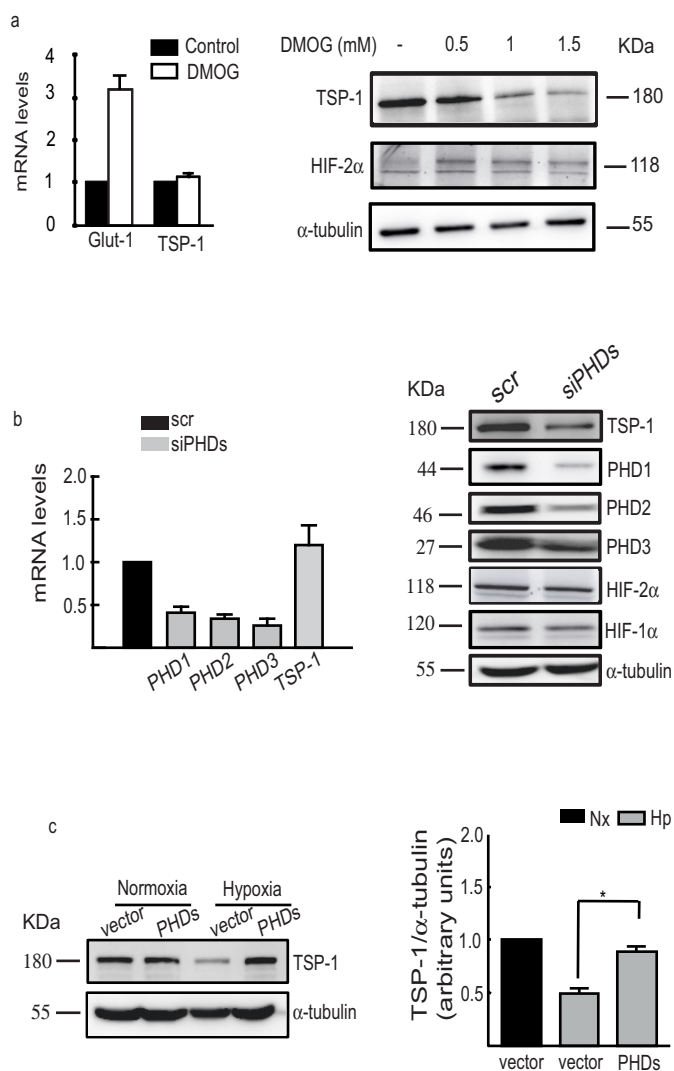 a
Control
DMOG
mRNA levels
4
3
2
1
0
Glut-1 TSP-1
DMOG (mM) - 0.5 1 1.5 KDa
TSP-1 180
HIF-2α 118
α-tubulin 55
b
scr
siPHDs
mRNA levels
2.0
1.5
1.0
0.5
PHD1 PHD2 PHD3 TSP-1
KDa scr siPHDs
180 TSP-1
44 PHD1
46 PHD2
27 PHD3
118 HIF-2α
120 HIF-1α
55 α-tubulin
c
Normoxia Hypoxia
KDa vector PHDs vector PHDs
180 TSP-1
55 α-tubulin
Nx Hp
TSP-1/α-tubulin
(arbitrary units)
2.0
1.5
1.0
0.5
*
vector vector PHDs